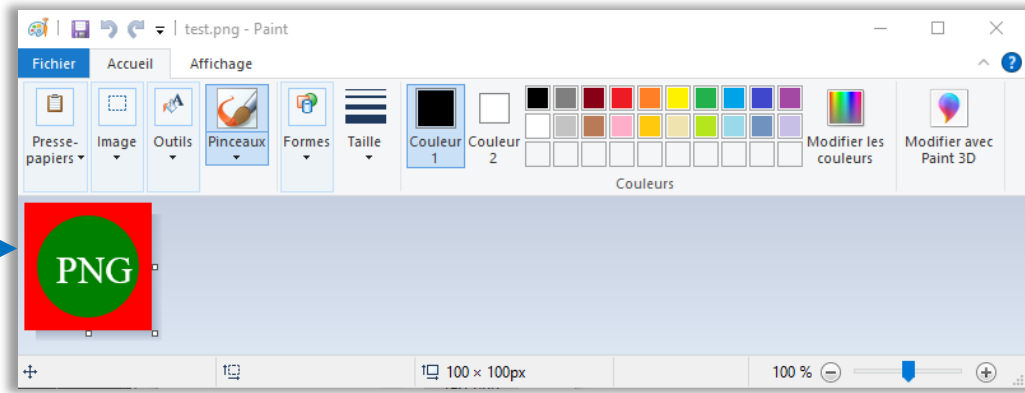 test.png - Paint
Fichier Accueil Affichage
Presse-
papiers
Image
Outils
Pinceaux
Formes
Taille
Couleur
1
Couleur
2
Modifier les
couleurs
Modifier avec
Paint 3D
Couleurs
PNG
100 × 100px
100 %